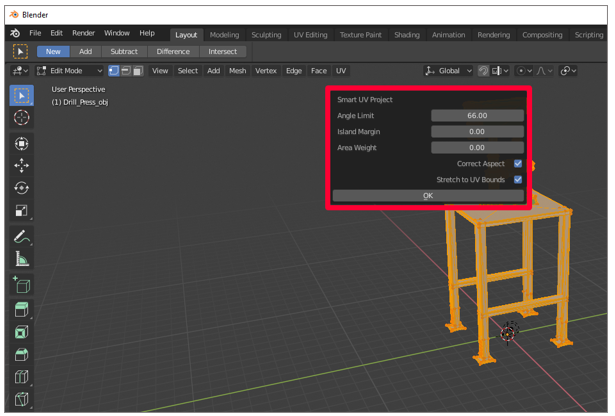 Blender
File Edit Render Window Help Layout Modeling Sculpting UV Editing Texture Paint Shading Animation Rendering Compositing Scripting
New Add Subtract Difference Intersect
Edit Mode View Select Add Mesh Vertex Edge Face UV Global
User Perspective
(1) Drill_Press_obj
Smart UV Project
Angle Limit 66.00
Island Margin 0.00
Area Weight 0.00
Correct Aspect
Stretch to UV Bounds
OK